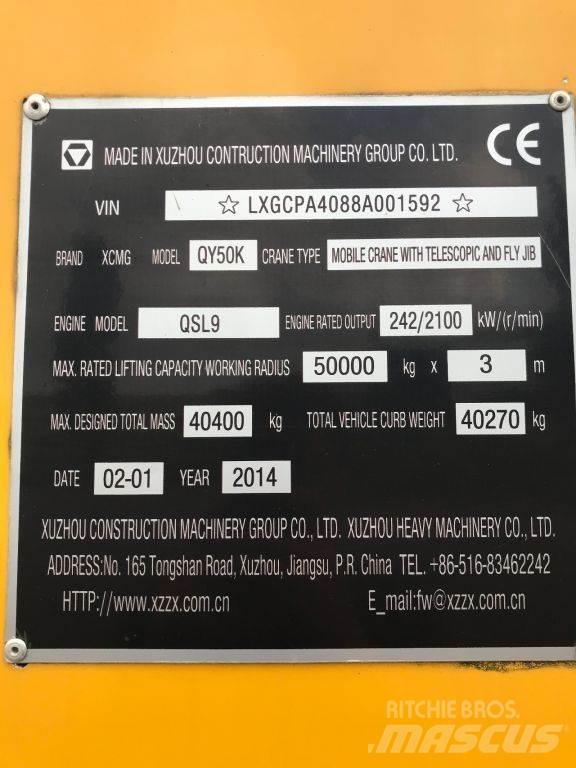 MADE IN XUZHOU CONTRUCTION MACHINERY GROUP CO. LTD. CE
VIN ☆ LXGCPA4088A001592 ☆
BRAND XCMG MODEL QY50K CRANE TYPE MOBILE CRANE WITH TELESCOPIC AND FLY JIB
ENGINE MODEL QSL9 ENGINE RATED OUTPUT 242/2100 kW/(r/min)
MAX. RATED LIFTING CAPACITY WORKING RADIUS 50000 kg x 3 m
MAX. DESIGNED TOTAL MASS 40400 kg TOTAL VEHICLE CURB WEIGHT 40270 kg
DATE 02-01 YEAR 2014
XUZHOU CONSTRUCTION MACHINERY GROUP CO., LTD. XUZHOU HEAVY MACHINERY CO., LTD.
ADDRESS:No. 165 Tongshan Road, Xuzhou, Jiangsu, P.R. China TEL. +86-516-83462242
HTTP://www.xzzx.com.cn E_mail:fw@xzzx.com.cn
RITCHIE BROS.
MASCUS